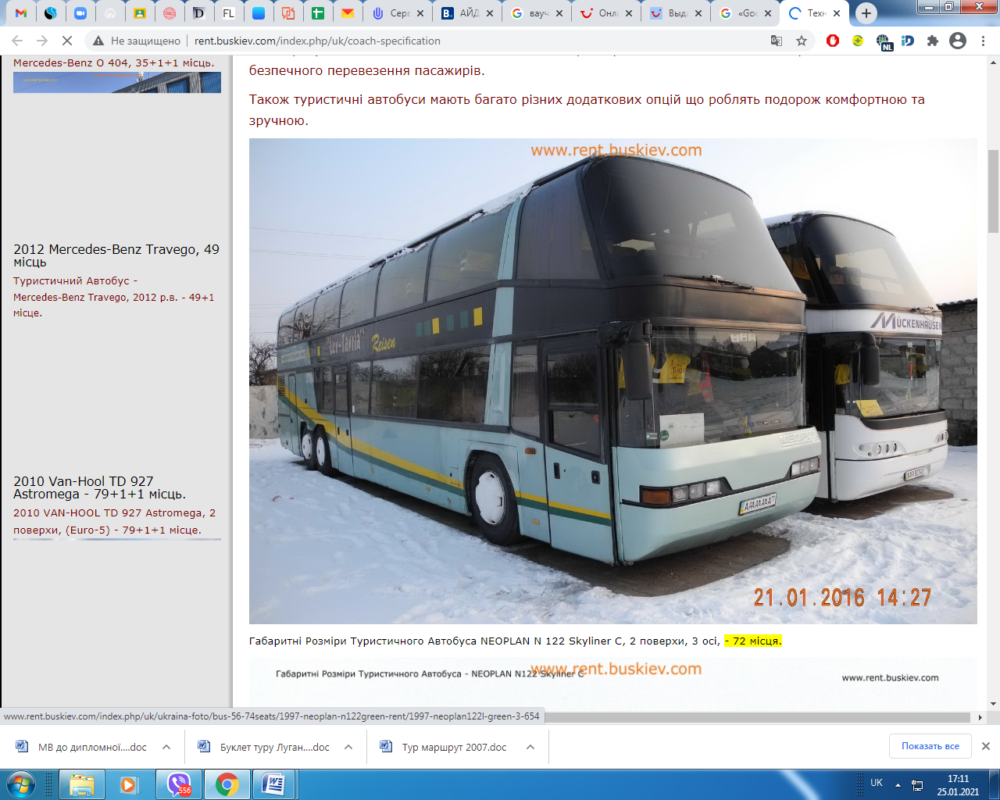 Серв
АЙД
вауч
Онла
Выда
«Goc
Техн
Не защищено
rent.buskiev.com/index.php/uk/coach-specification
NL
Mercedes-Benz O 404, 35+1+1 місць.
безпечного перевезення пасажирів.
Також туристичні автобуси мають багато різних додаткових опцій що роблять подорож комфортною та
зручною.
www.rent.buskiev.com
2012 Mercedes-Benz Travego, 49
місць
Туристичний Автобус -
Mercedes-Benz Travego, 2012 р.в. - 49+1
місце.
MÜCKENHAUSEN
Reisen
2010 Van-Hool TD 927
Astromega - 79+1+1 місць.
2010 VAN-HOOL TD 927 Astromega, 2
поверхи, (Euro-5) - 79+1+1 місце.
21.01.2016 14:27
Габаритні Розміри Туристичного Автобуса NEOPLAN N 122 Skyliner C, 2 поверхи, 3 осі, - 72 місця.
www.rent.buskiev.com
Габаритні Розміри Туристичного Автобуса - NEOPLAN N122 Skyliner C
www.rent.buskiev.com
www.rent.buskiev.com/index.php/uk/ukraina-foto/bus-56-74seats/1997-neoplan-n122green-rent/1997-neoplan122l-green-3-654
МВ до дипломної....doc
Буклет туру Луган....doc
Тур маршрут 2007.doc
Показать все
556
UK
17:11
25.01.2021